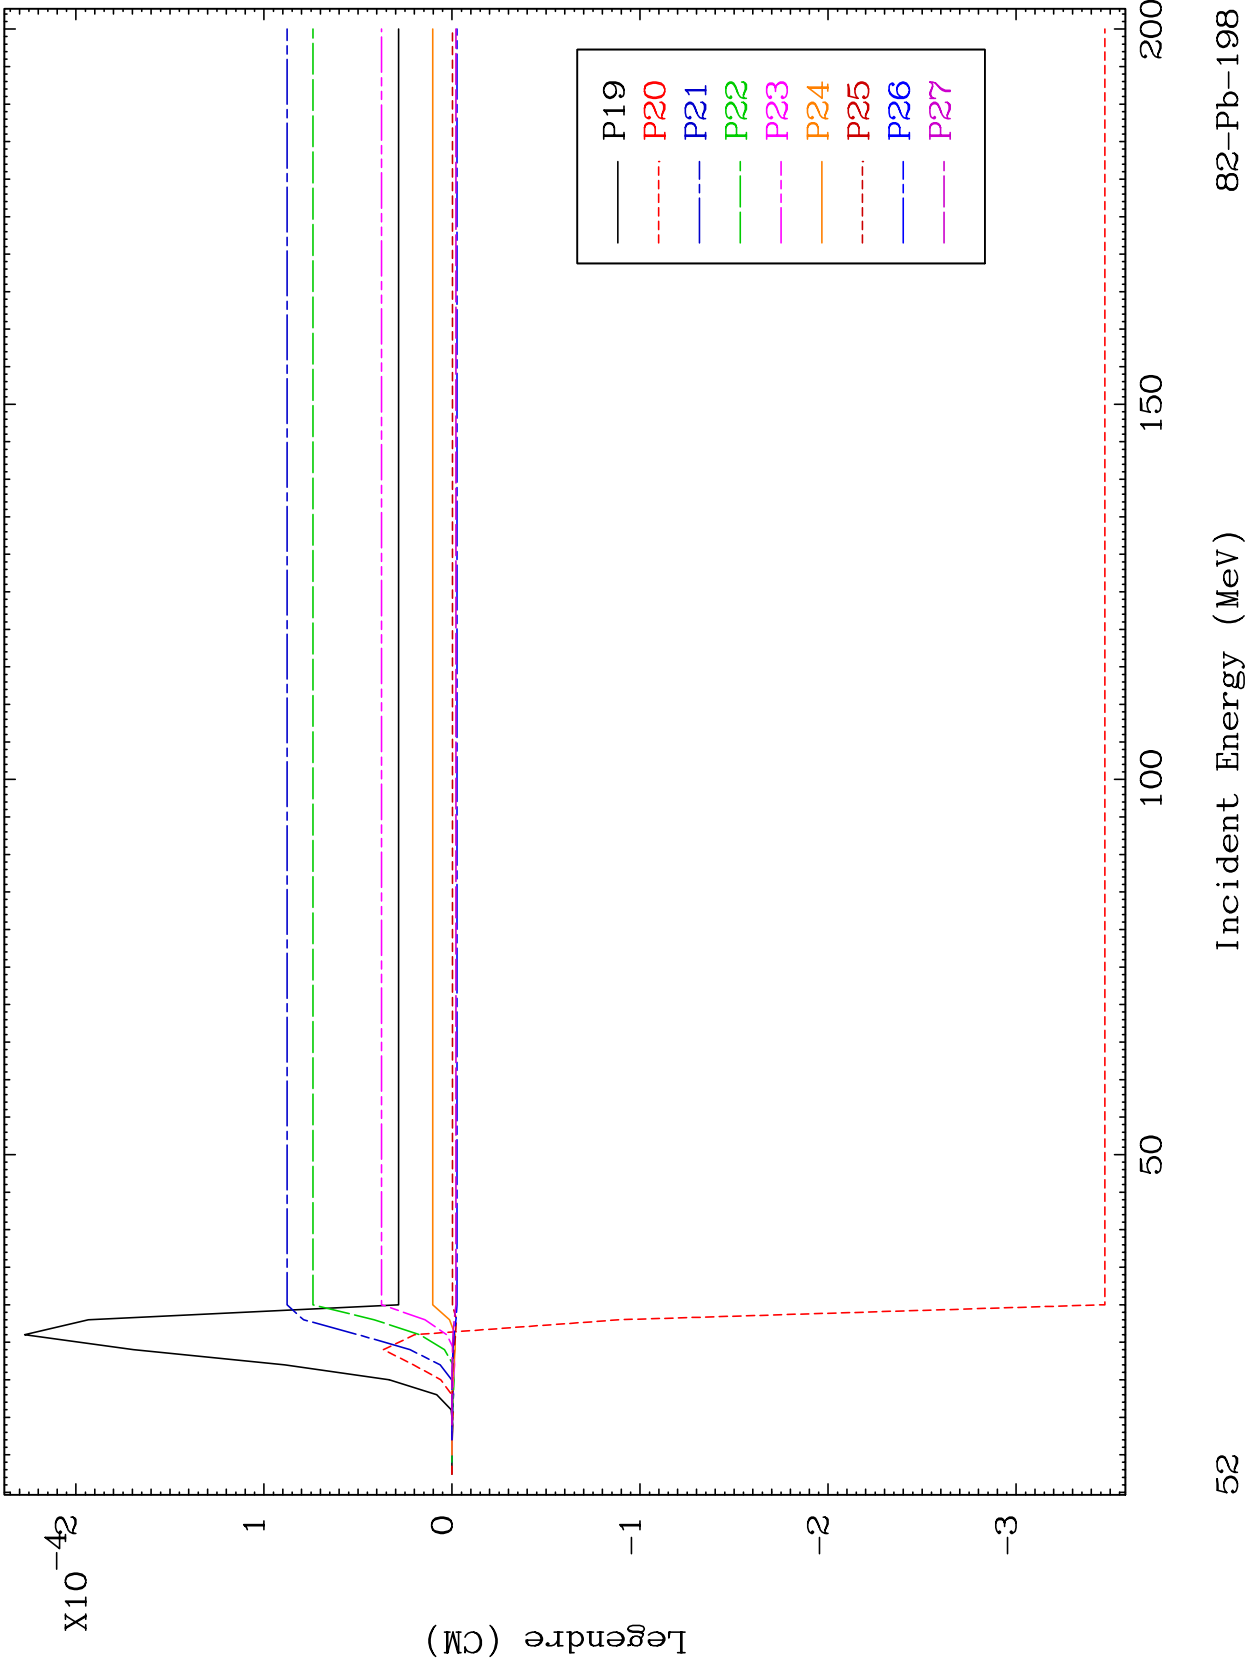 X10
-4
2
1
0
-1
-2
-3
Legendre (CM)
P19
P20
P21
P22
P23
P24
P25
P26
P27
50
100
150
200
52
Incident Energy (MeV)
82-Pb-198